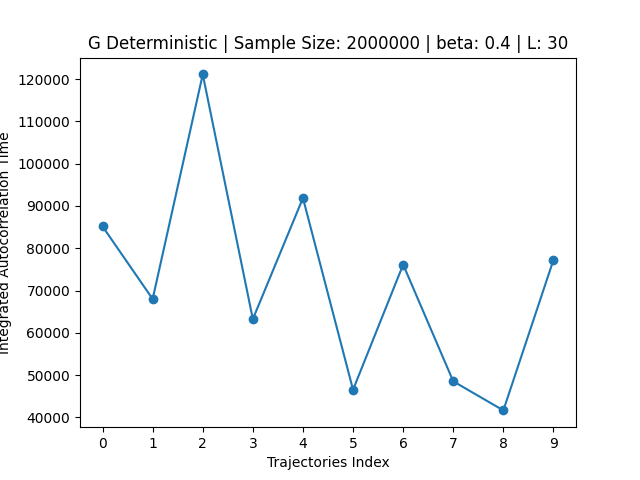 G Deterministic | Sample Size: 2000000 | beta: 0.4 | L: 30
120000
110000
100000
90000
80000
70000
60000
50000
40000
Integrated Autocorrelation Time
0 1 2 3 4 5 6 7 8 9
Trajectories Index